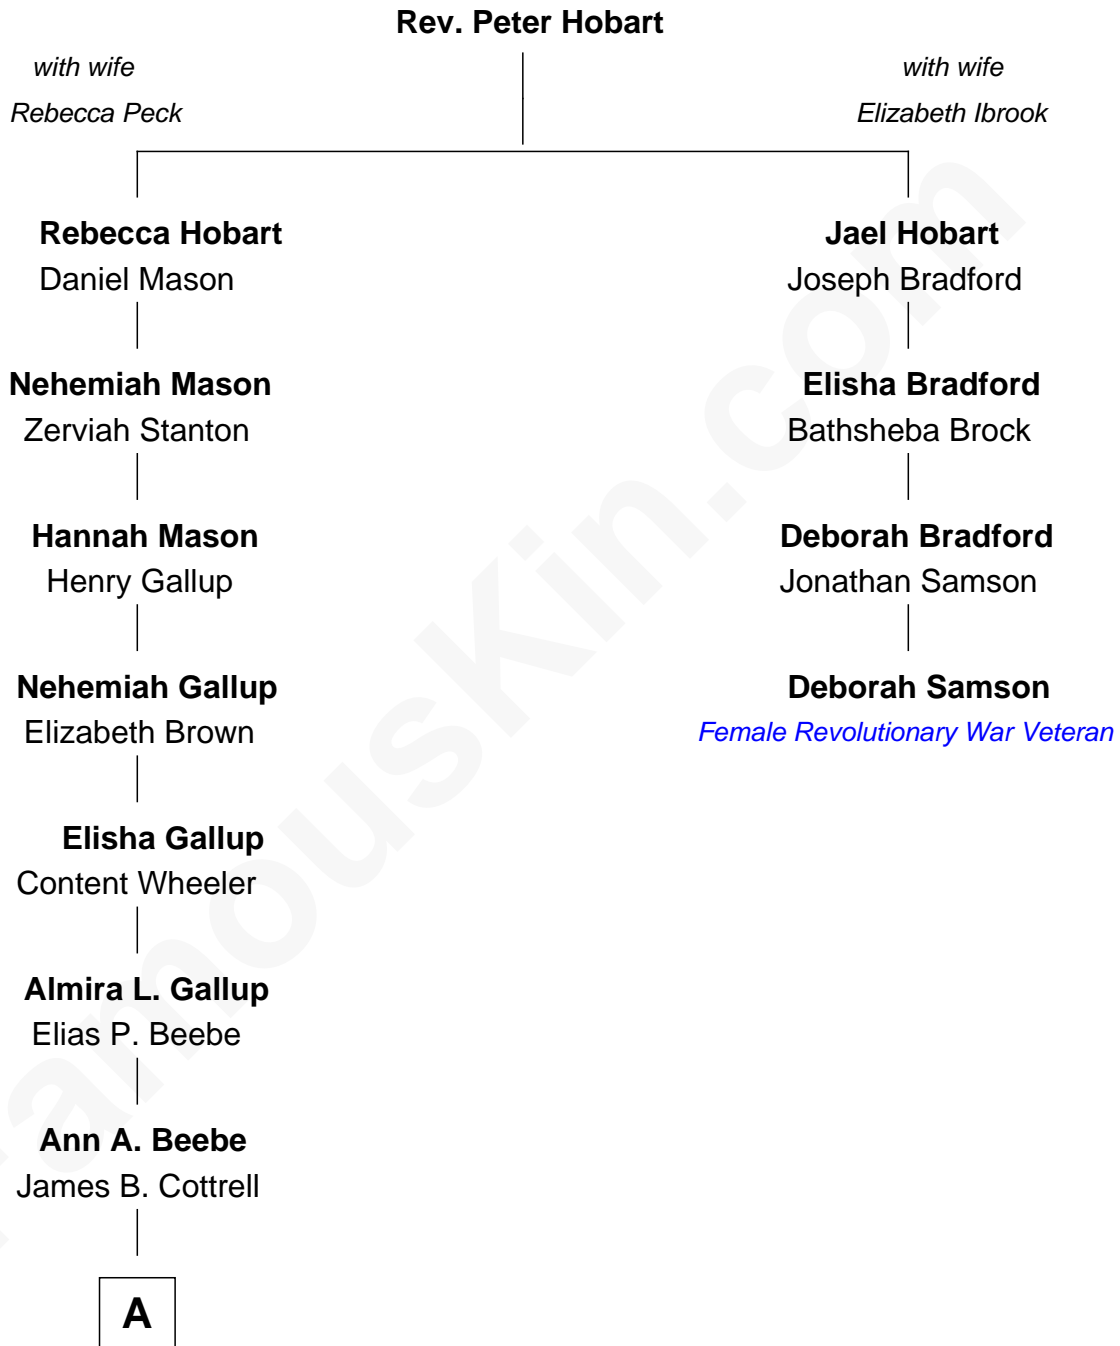 Rev. Peter Hobart
with wife
Rebecca Peck
with wife
Elizabeth Ibrook
Rebecca Hobart
Daniel Mason
Jael Hobart
Joseph Bradford
Nehemiah Mason
Zerviah Stanton
Elisha Bradford
Bathsheba Brock
Hannah Mason
Henry Gallup
Deborah Bradford
Jonathan Samson
Nehemiah Gallup
Elizabeth Brown
Deborah Samson
Female Revolutionary War Veteran
Elisha Gallup
Content Wheeler
Almira L. Gallup
Elias P. Beebe
Ann A. Beebe
James B. Cottrell
A
FamousKin.com